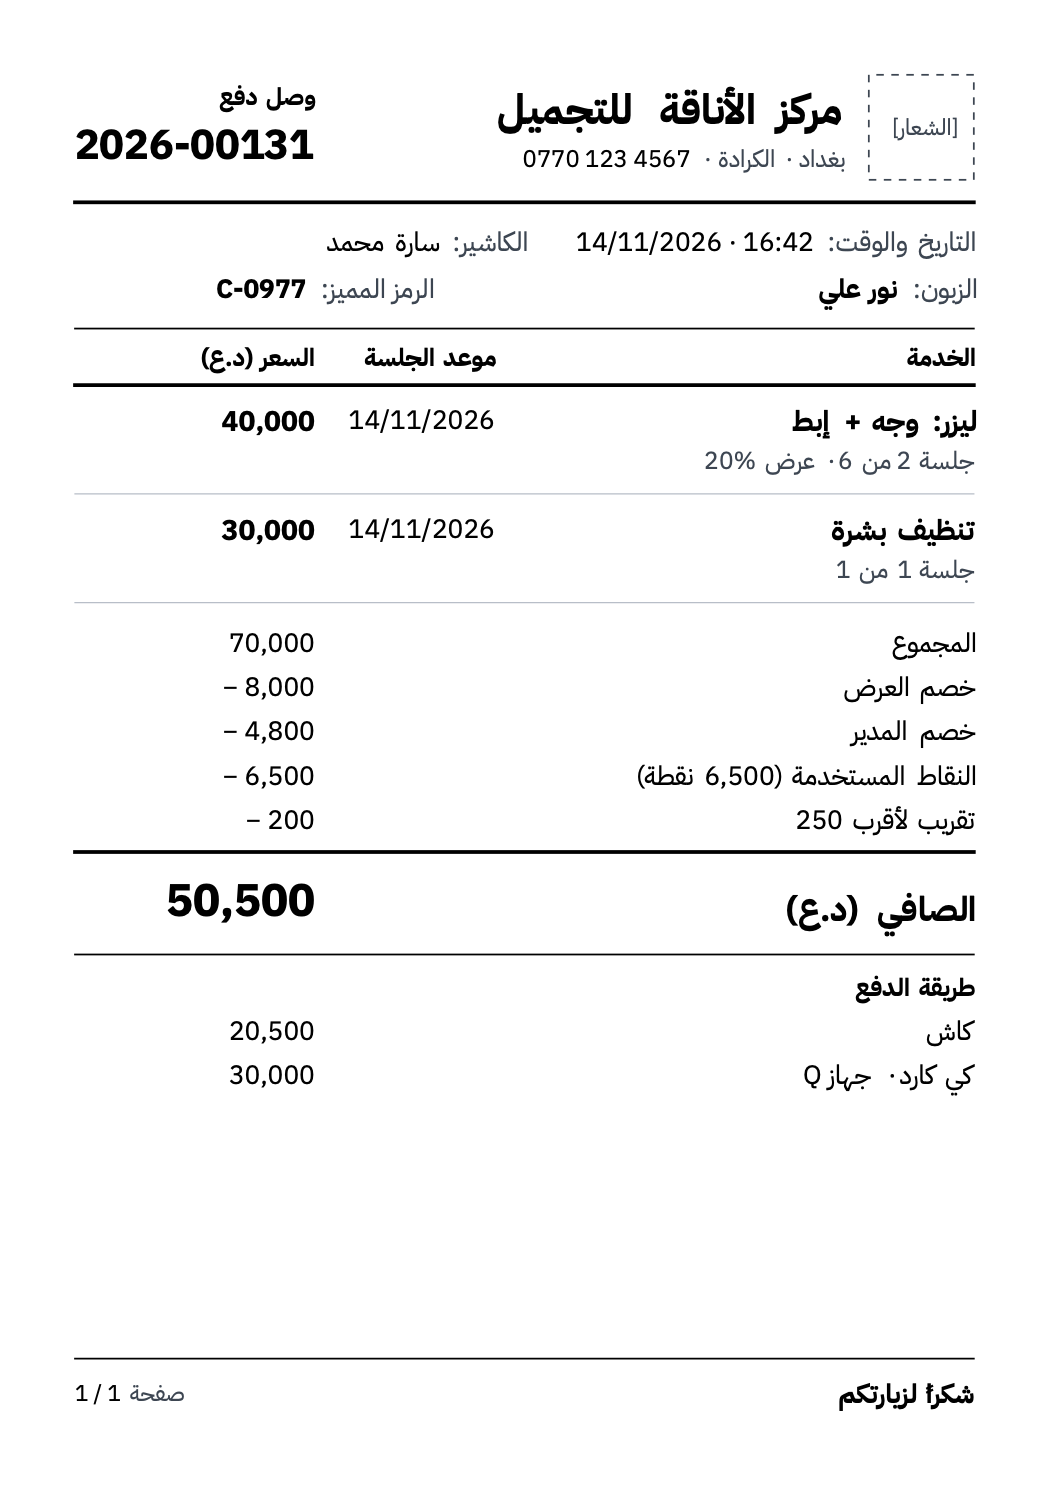 [الشعار]
مركز الأناقة للتجميل
بغداد · الكرادة · 0770 123 4567
وصل دفع
2026-00131
التاريخ والوقت: 14/11/2026 · 16:42 الكاشير: سارة محمد
الزبون: نور علي الرمز المميز: C-0977
الخدمة موعد الجلسة السعر (د.ع)
ليزر: وجه + إبط 14/11/2026 40,000
جلسة 2 من 6 · عرض 20%
تنظيف بشرة 14/11/2026 30,000
جلسة 1 من 1
المجموع 70,000
خصم العرض – 8,000
خصم المدير – 4,800
النقاط المستخدمة (6,500 نقطة) – 6,500
تقريب لأقرب 250 – 200
الصافي (د.ع) 50,500
طريقة الدفع
كاش 20,500
كي كارد · جهاز Q 30,000
شكراً لزيارتكم صفحة 1 / 1